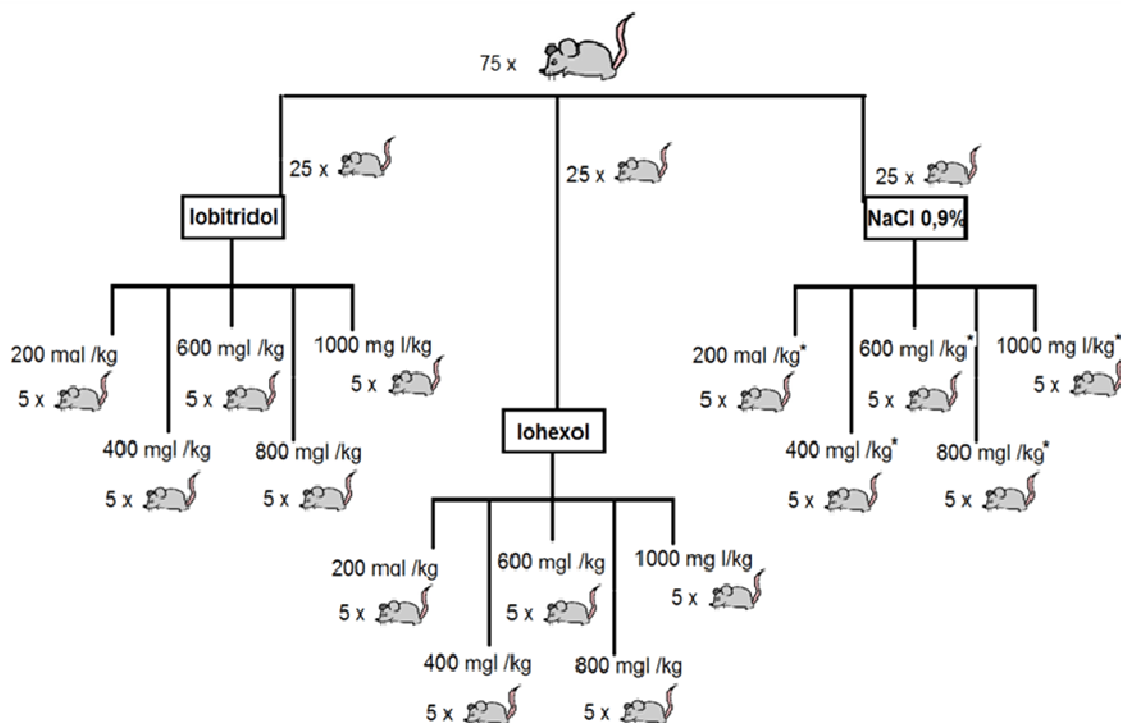 75 x
25 x
25 x
25 x
Iobitridol
NaCl 0,9%
200 mal /kg
600 mgl /kg
1000 mg l/kg
5 x
5 x
5 x
400 mgl /kg
800 mgl /kg
5 x
5 x
200 mal /kg*
600 mgl /kg*
1000 mg l/kg*
5 x
5 x
5 x
400 mgl /kg*
800 mgl /kg*
5 x
5 x
Iohexol
200 mal /kg
600 mgl /kg
1000 mg l/kg
5 x
5 x
5 x
400 mgl /kg
800 mgl /kg
5 x
5 x